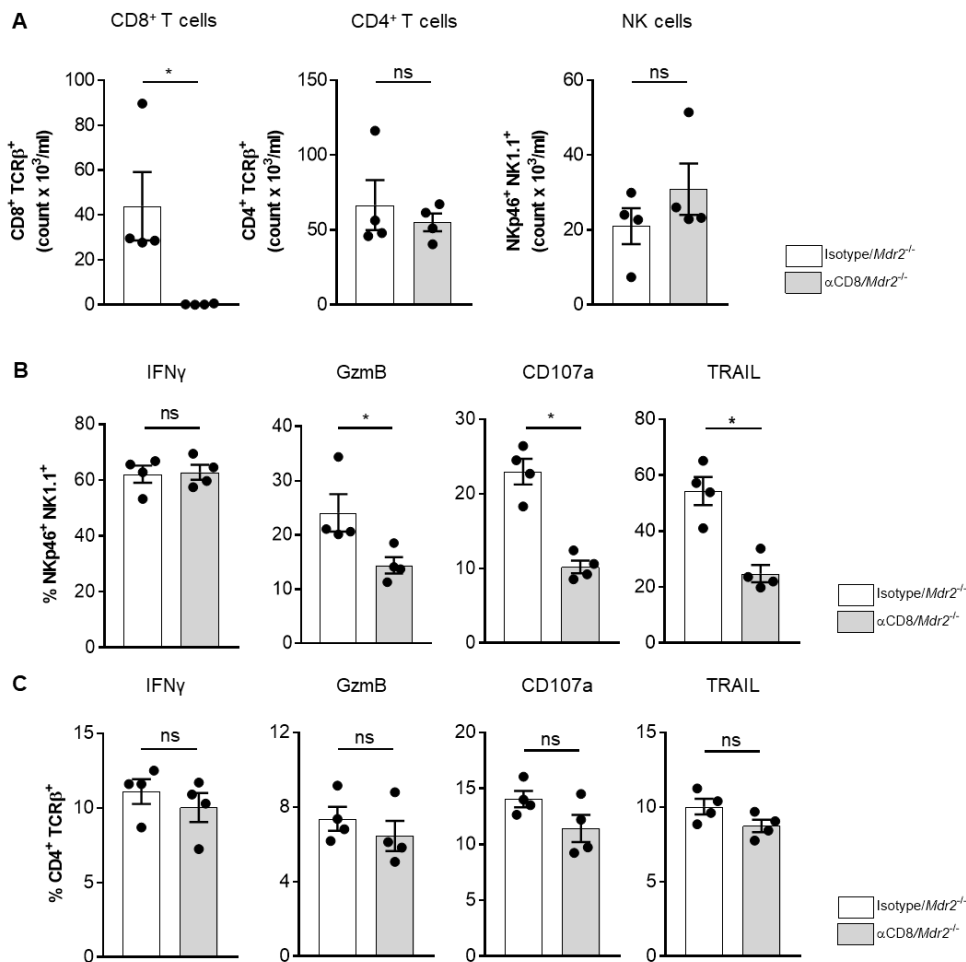 A
CD8⁺ T cells
CD4⁺ T cells
NK cells
CD8⁺ TCRβ⁺
(count x 10³/ml)
100
80
60
40
20
0
*
CD4⁺ TCRβ⁺
(count x 10³/ml)
150
100
50
0
ns
NKp46⁺ NK1.1⁺
(count x 10³/ml)
60
40
20
0
ns
Isotype/Mdr2⁻/⁻
αCD8/Mdr2⁻/⁻
B
IFNγ
GzmB
CD107a
TRAIL
% NKp46⁺ NK1.1⁺
100
80
60
40
20
0
ns
40
30
20
10
0
*
30
20
10
0
*
80
60
40
20
0
*
Isotype/Mdr2⁻/⁻
αCD8/Mdr2⁻/⁻
C
IFNγ
GzmB
CD107a
TRAIL
% CD4⁺ TCRβ⁺
15
10
5
0
ns
12
9
6
3
0
ns
20
15
10
5
0
ns
15
10
5
0
ns
Isotype/Mdr2⁻/⁻
αCD8/Mdr2⁻/⁻